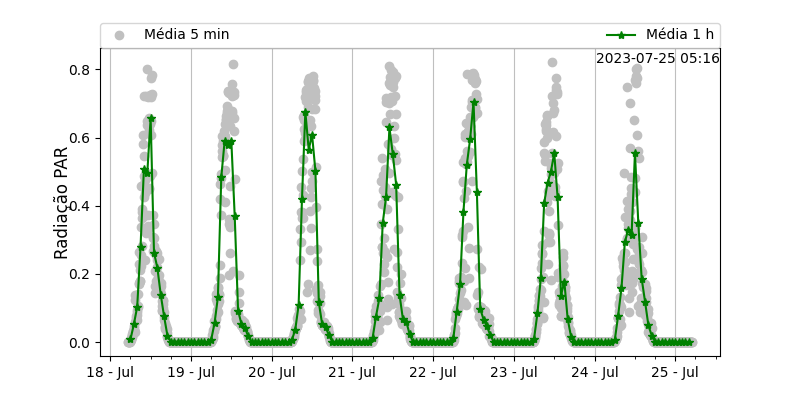 Média 5 min
Média 1 h
2023-07-25 05:16
Radiação PAR
0.8
0.6
0.4
0.2
0.0
18 - Jul
19 - Jul
20 - Jul
21 - Jul
22 - Jul
23 - Jul
24 - Jul
25 - Jul